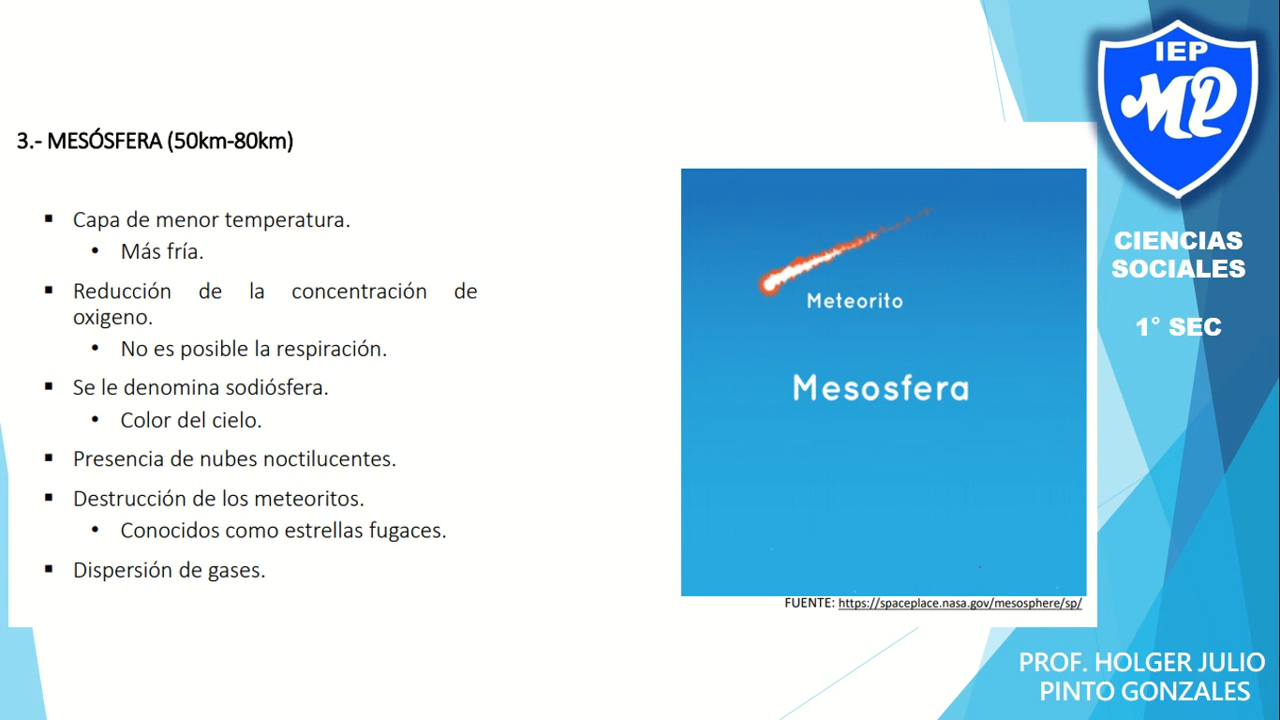 3.- MESÓSFERA (50km-80km)
▪ Capa de menor temperatura.
• Más fría.
▪ Reducción de la concentración de
oxigeno.
• No es posible la respiración.
▪ Se le denomina sodiósfera.
• Color del cielo.
▪ Presencia de nubes noctilucentes.
▪ Destrucción de los meteoritos.
• Conocidos como estrellas fugaces.
▪ Dispersión de gases.
Meteorito
Mesosfera
FUENTE: https://spaceplace.nasa.gov/mesosphere/sp/
IEP
MP
CIENCIAS
SOCIALES
1° SEC
PROF. HOLGER JULIO
PINTO GONZALES